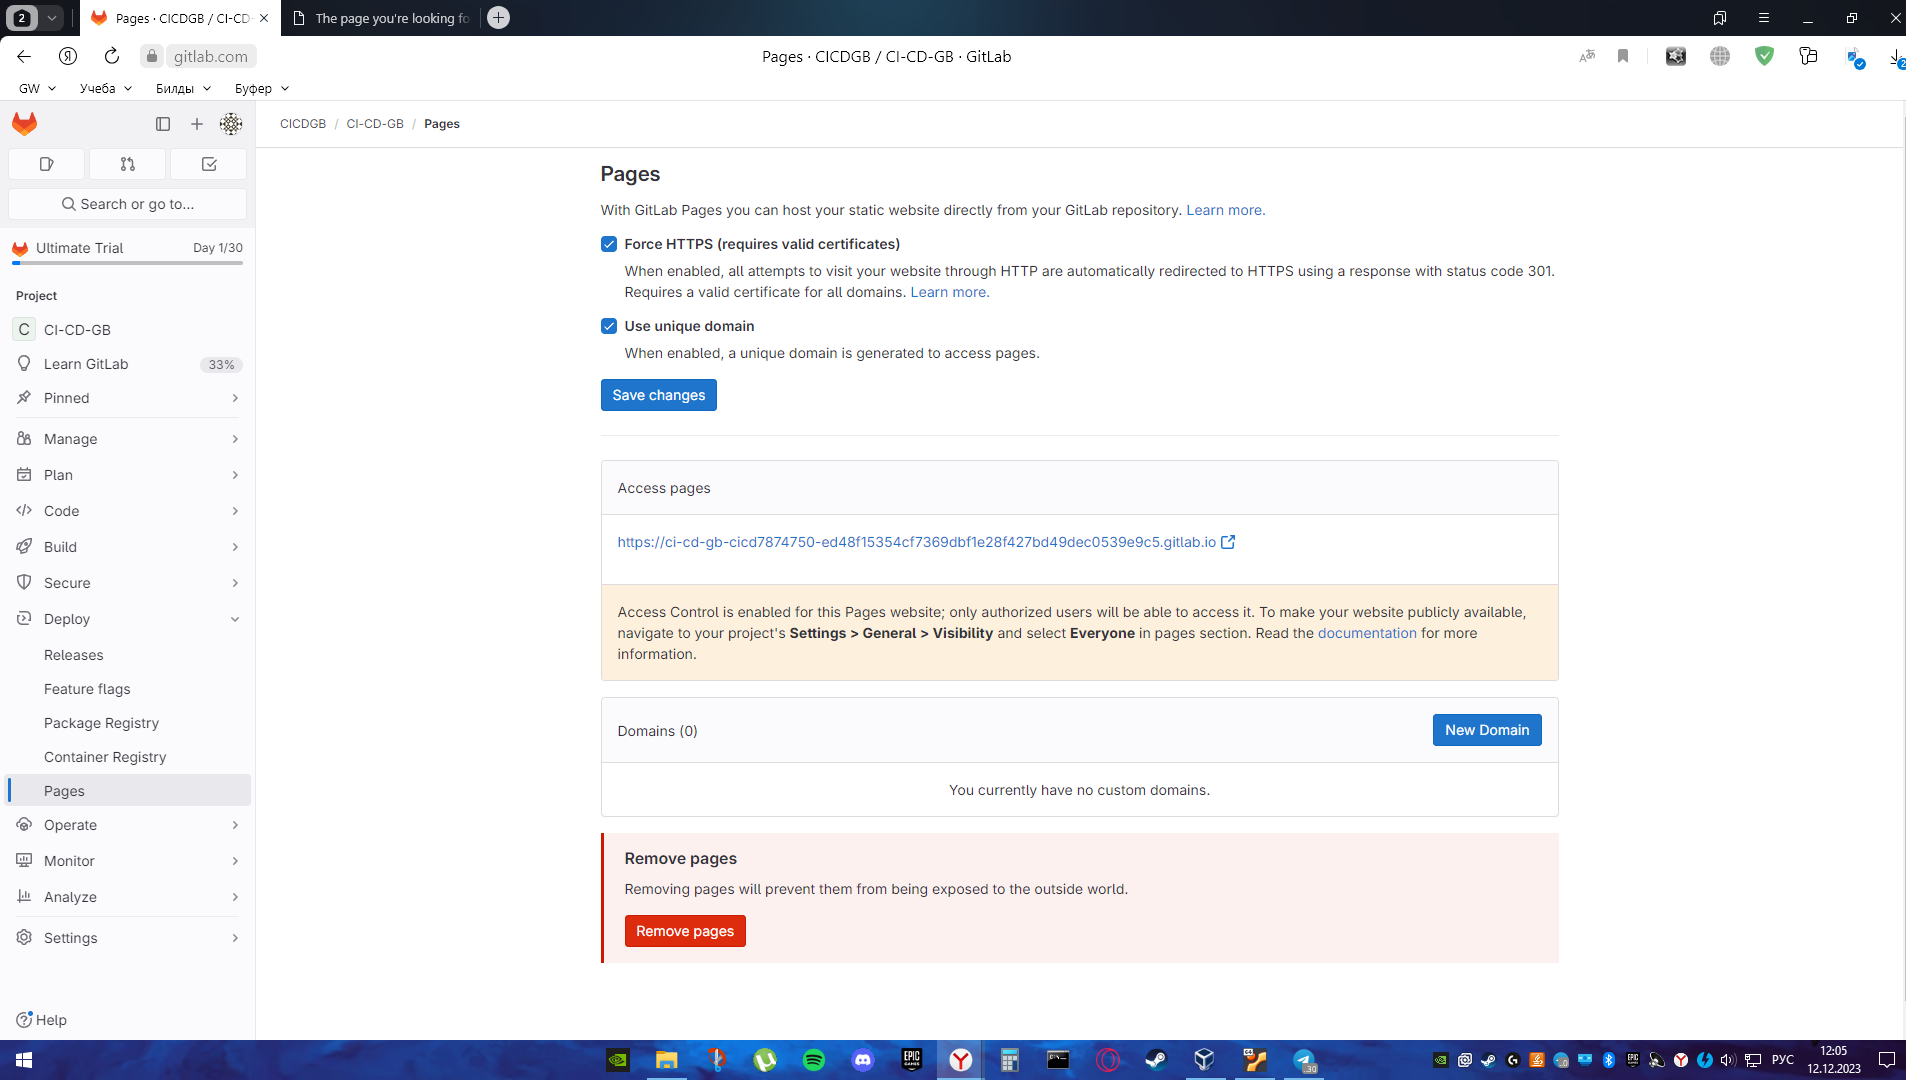 2
Pages · CICDGB / CI-CD-
The page you're looking fo
gitlab.com
Pages · CICDGB / CI-CD-GB · GitLab
GW
Учеба
Билды
Буфер
CICDGB / CI-CD-GB / Pages
Search or go to...
Ultimate Trial
Day 1/30
Project
C CI-CD-GB
Learn GitLab
33%
Pinned
Manage
Plan
Code
Build
Secure
Deploy
Releases
Feature flags
Package Registry
Container Registry
Pages
Operate
Monitor
Analyze
Settings
Help
Pages
With GitLab Pages you can host your static website directly from your GitLab repository. Learn more.
Force HTTPS (requires valid certificates)
When enabled, all attempts to visit your website through HTTP are automatically redirected to HTTPS using a response with status code 301.
Requires a valid certificate for all domains. Learn more.
Use unique domain
When enabled, a unique domain is generated to access pages.
Save changes
Access pages
https://ci-cd-gb-cicd7874750-ed48f15354cf7369dbf1e28f427bd49dec0539e9c5.gitlab.io
Access Control is enabled for this Pages website; only authorized users will be able to access it. To make your website publicly available,
navigate to your project's Settings > General > Visibility and select Everyone in pages section. Read the documentation for more
information.
Domains (0)
New Domain
You currently have no custom domains.
Remove pages
Removing pages will prevent them from being exposed to the outside world.
Remove pages
EPIC GAMES
64
30
РУС
12:05
12.12.2023